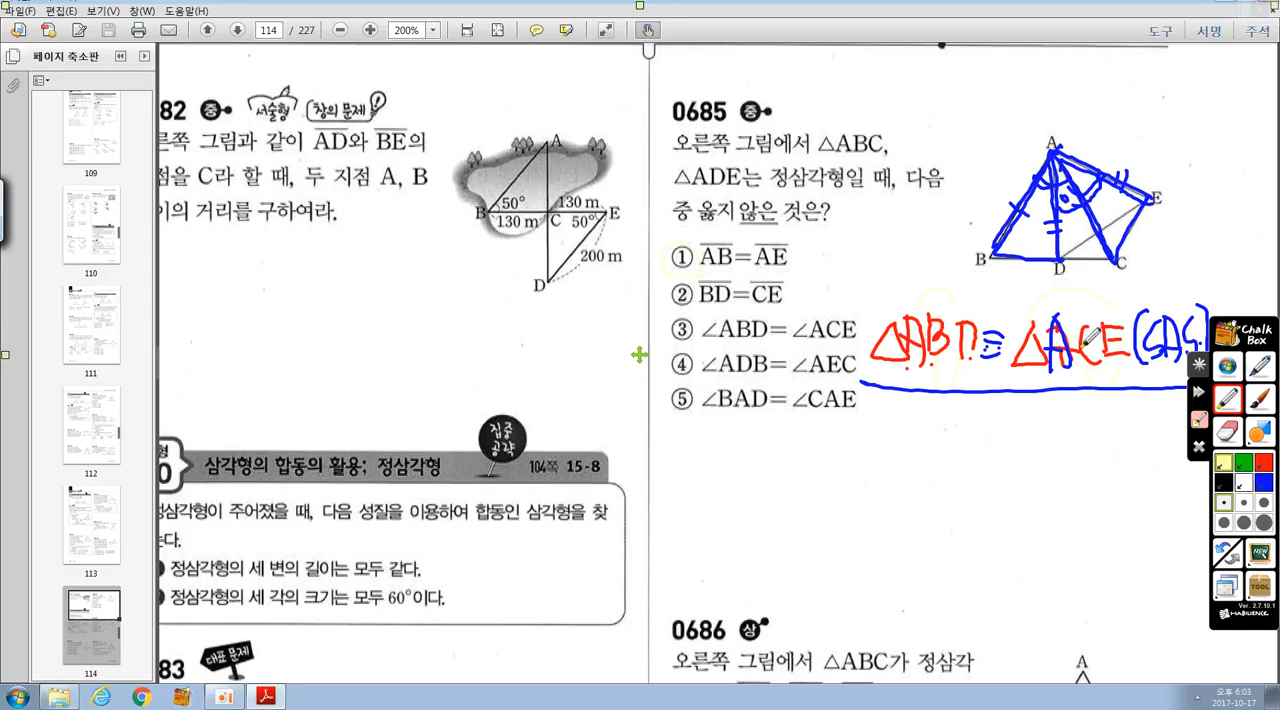 파일(F) 편집(E) 보기(V) 창(W) 도움말(H)
114 / 227 200% 도구 서명 주석
페이지 축소판
109
110
111
112
113
114
82 중 서술형 창의 문제
른쪽 그림과 같이 AD와 BE의
점을 C라 할 때, 두 지점 A, B
이의 거리를 구하여라.
A
B 50° 130 m
130 m C 50° E
200 m
D
집중
공략
형
0 삼각형의 합동의 활용; 정삼각형 104쪽 15-8
정삼각형이 주어졌을 때, 다음 성질을 이용하여 합동인 삼각형을 찾
는다.
정삼각형의 세 변의 길이는 모두 같다.
정삼각형의 세 각의 크기는 모두 60°이다.
83 대표 문제
0685 중
오른쪽 그림에서 △ABC,
△ADE는 정삼각형일 때, 다음
중 옳지 않은 것은?
① AB=AE
② BD=CE
③ ∠ABD=∠ACE
④ ∠ADB=∠AEC
⑤ ∠BAD=∠CAE
A
E
B D C
△ABD≡△ACE(SAS)
0686 상
오른쪽 그림에서 △ABC가 정삼각
A
Chalk
Box
TOOL
Ver. 2.7.10.1
HABILIENCE
오후 6:03
2017-10-17